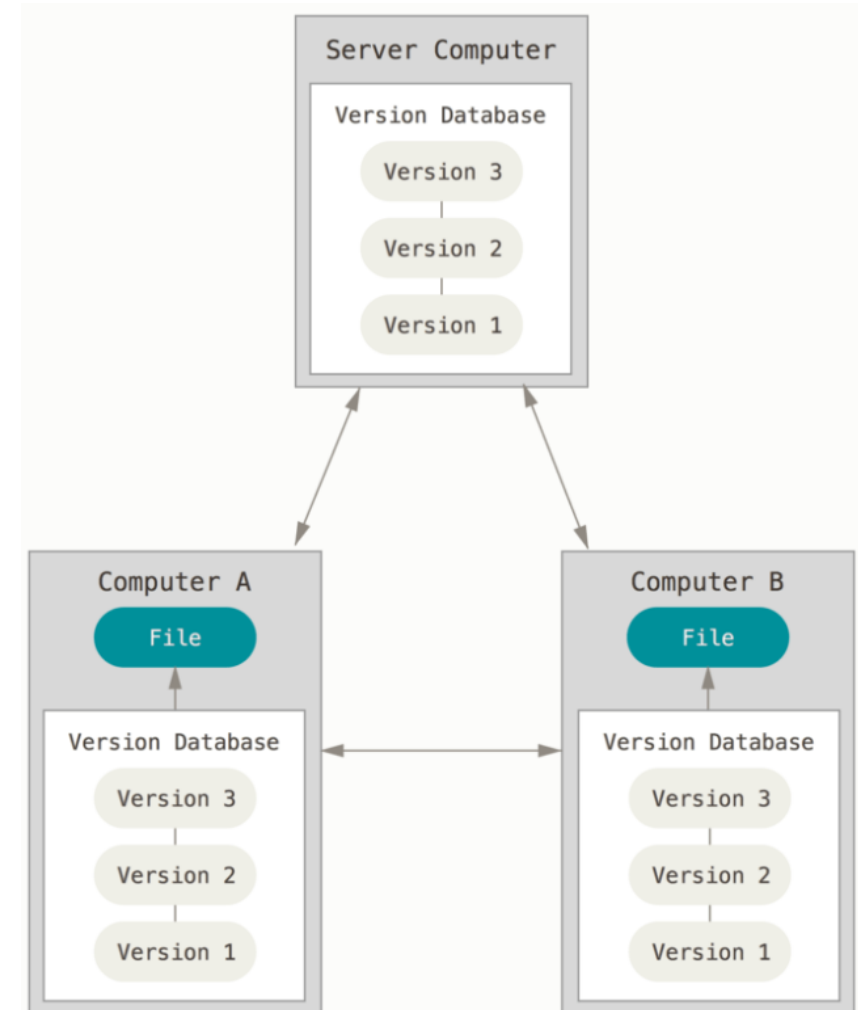 Server Computer
Version Database
Version 3
Version 2
Version 1
Computer A
File
Version Database
Version 3
Version 2
Version 1
Computer B
File
Version Database
Version 3
Version 2
Version 1